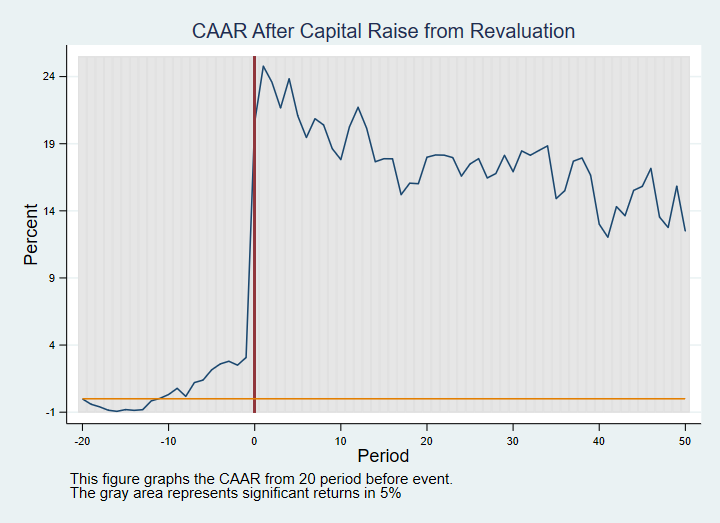 CAAR After Capital Raise from Revaluation
Percent
24
19
14
9
4
-1
-20
-10
0
10
20
30
40
50
Period
This figure graphs the CAAR from 20 period before event.
The gray area represents significant returns in 5%